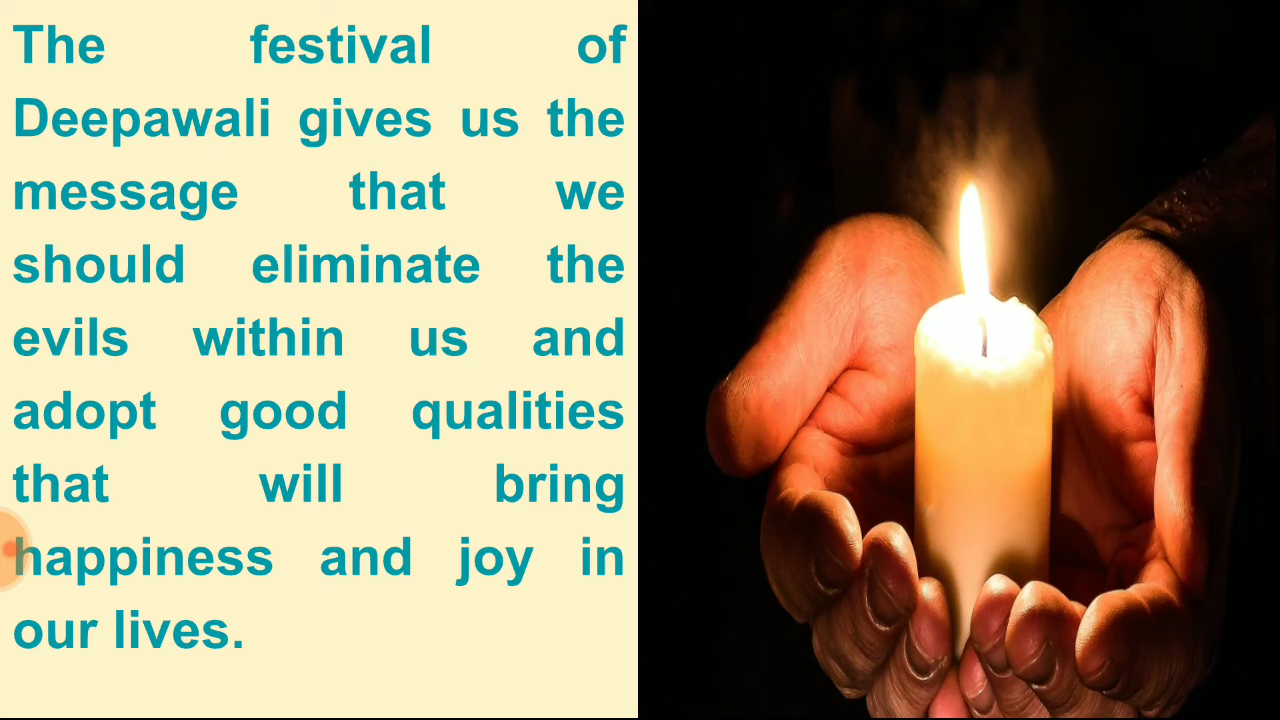 The festival of
Deepawali gives us the
message that we
should eliminate the
evils within us and
adopt good qualities
that will bring
happiness and joy in
our lives.